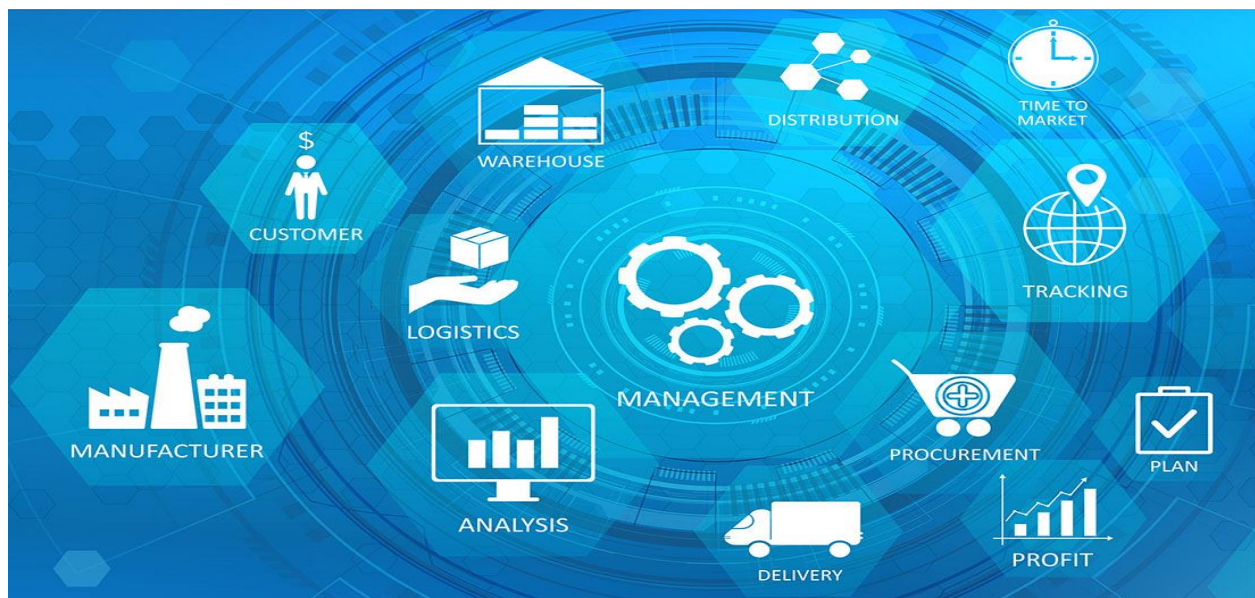 TIME TO
MARKET
DISTRIBUTION
WAREHOUSE
$
CUSTOMER
TRACKING
LOGISTICS
MANAGEMENT
MANUFACTURER
PROCUREMENT
PLAN
ANALYSIS
PROFIT
DELIVERY